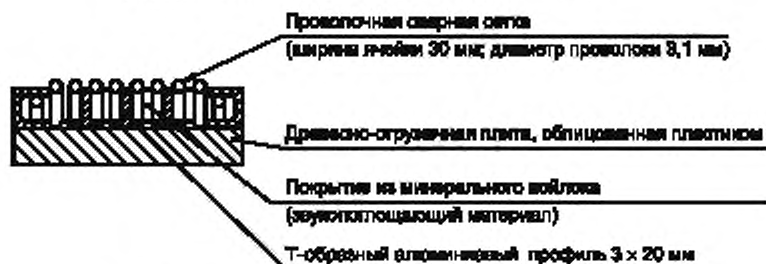 Проволочная сварная сетка
(ширина ячейки 30 мм; диаметр проволоки 3,1 мм)
Древесно-стружечная плита, облицованная пластиком
Покрытие из минерального войлока
(звукопоглощающий материал)
Т-образный алюминиевый профиль 3 × 20 мм